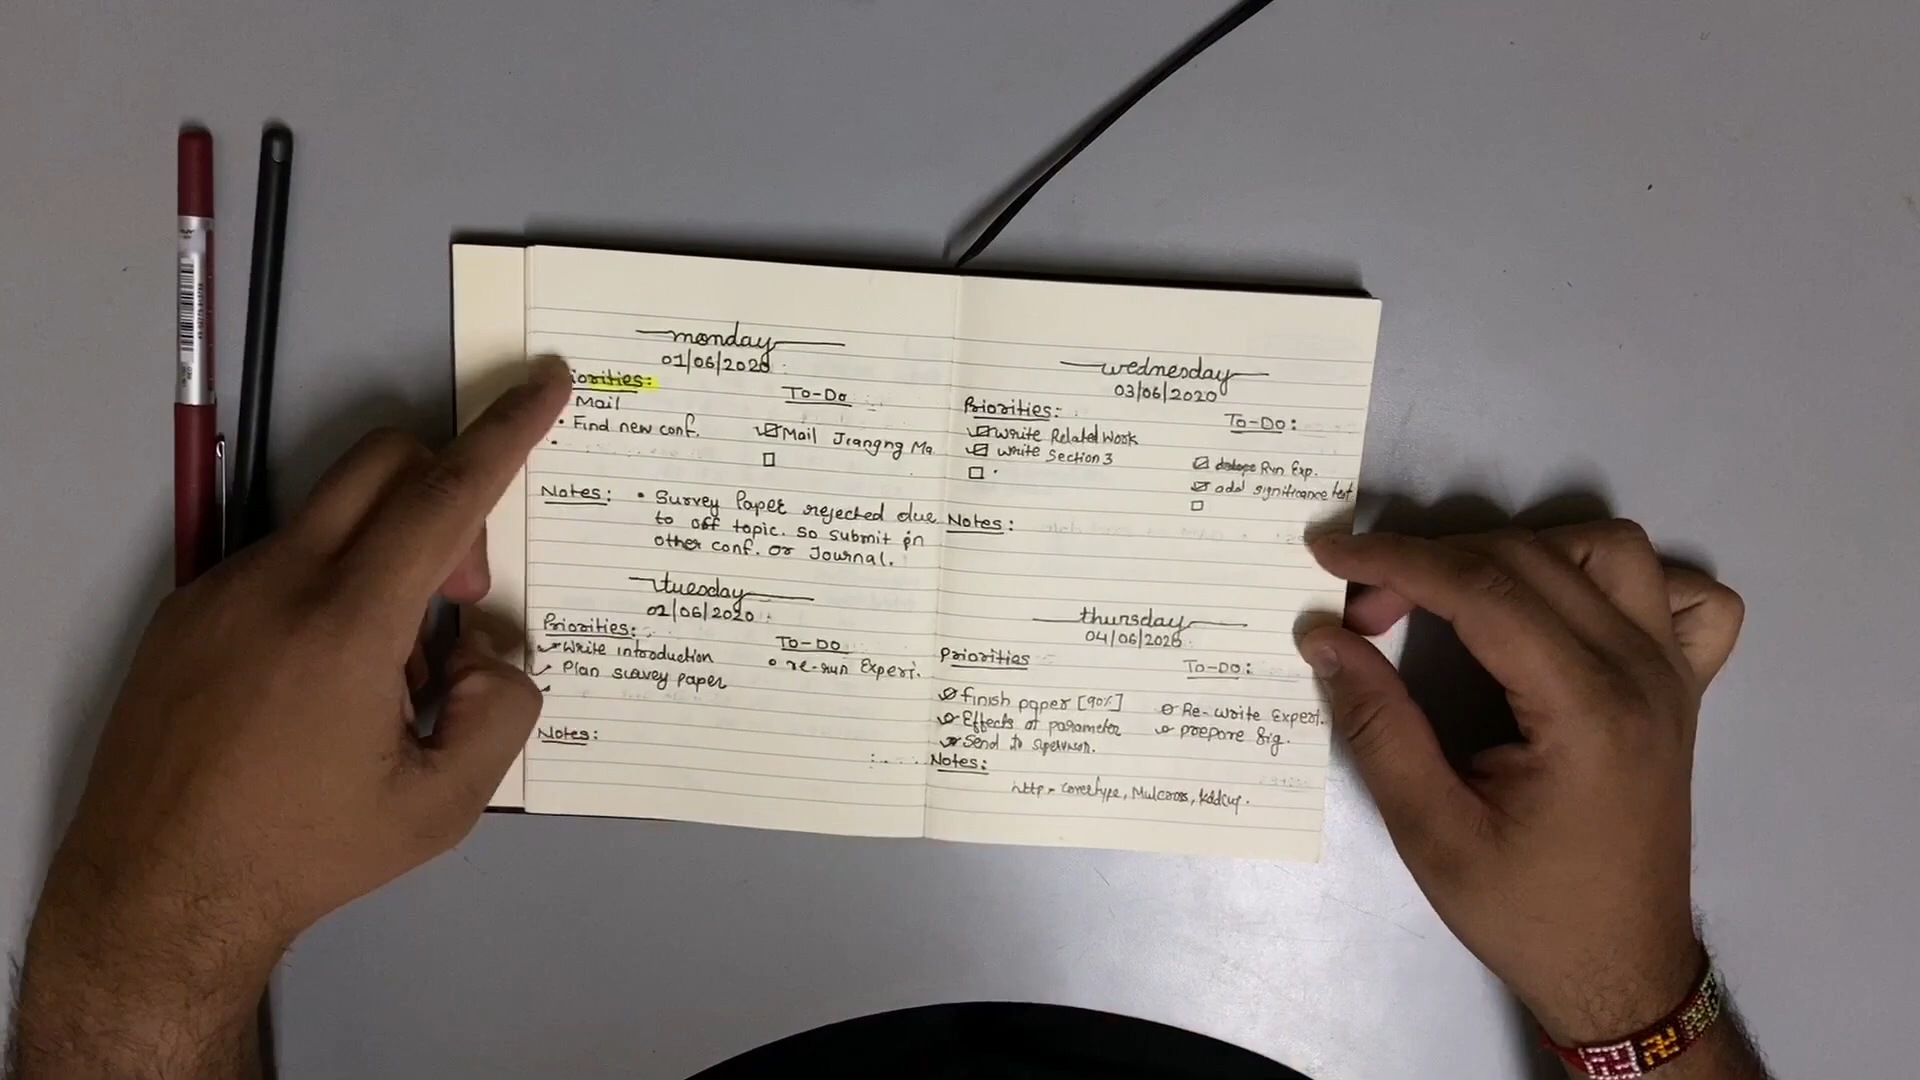 monday
01/06/2020
iorities:
Mail
• Find new conf.
•
To-Do
Mail Jiangng Ma
Notes: • Survey Paper rejected due
to off topic. so submit in
other conf. or Journal.
tuesday
02/06/2020
Priorities:
Write introduction
Plan survey paper
To-Do
re-run Experi.
Notes:
wednesday
03/06/2020
Priorities:
write Related Work
write Section 3
To-Do:
Run Exp.
add significance test
Notes:
thursday
04/06/2020
Priorities
finish paper [90%]
Effects of parameter
Send to
To-Do:
Re-write Expert.
prepare fig.
Notes:
http, covertype, Mulcross, kddcup.